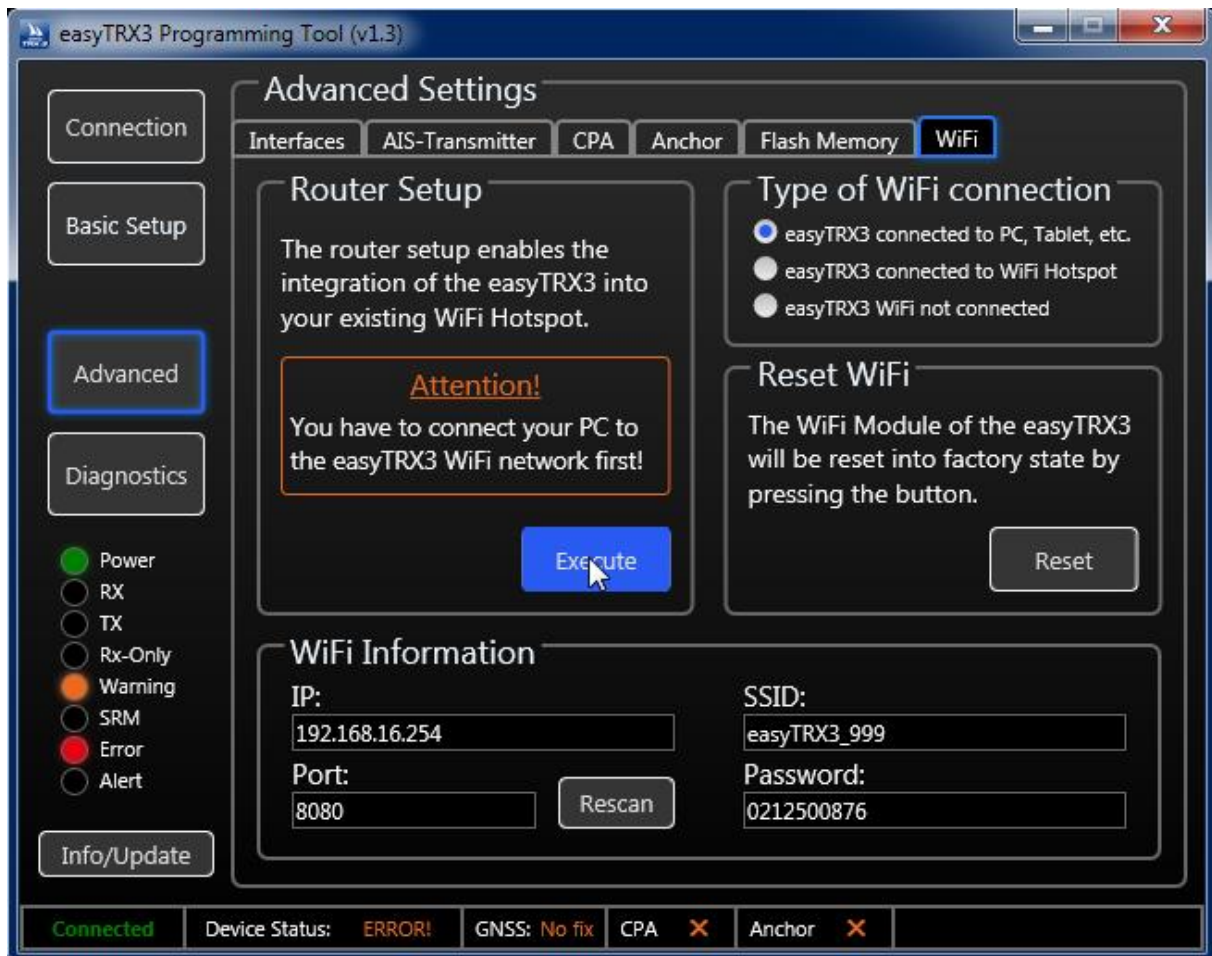 easyTRX3 Programming Tool (v1.3)
Connection
Basic Setup
Advanced
Diagnostics
Power
RX
TX
Rx-Only
Warning
SRM
Error
Alert
Info/Update
Advanced Settings
Interfaces AIS-Transmitter CPA Anchor Flash Memory WiFi
Router Setup
The router setup enables the
integration of the easyTRX3 into
your existing WiFi Hotspot.
Attention!
You have to connect your PC to
the easyTRX3 WiFi network first!
Execute
Type of WiFi connection
easyTRX3 connected to PC, Tablet, etc.
easyTRX3 connected to WiFi Hotspot
easyTRX3 WiFi not connected
Reset WiFi
The WiFi Module of the easyTRX3
will be reset into factory state by
pressing the button.
Reset
WiFi Information
IP:
192.168.16.254
Port:
8080
Rescan
SSID:
easyTRX3_999
Password:
0212500876
Connected Device Status: ERROR! GNSS: No fix CPA Anchor